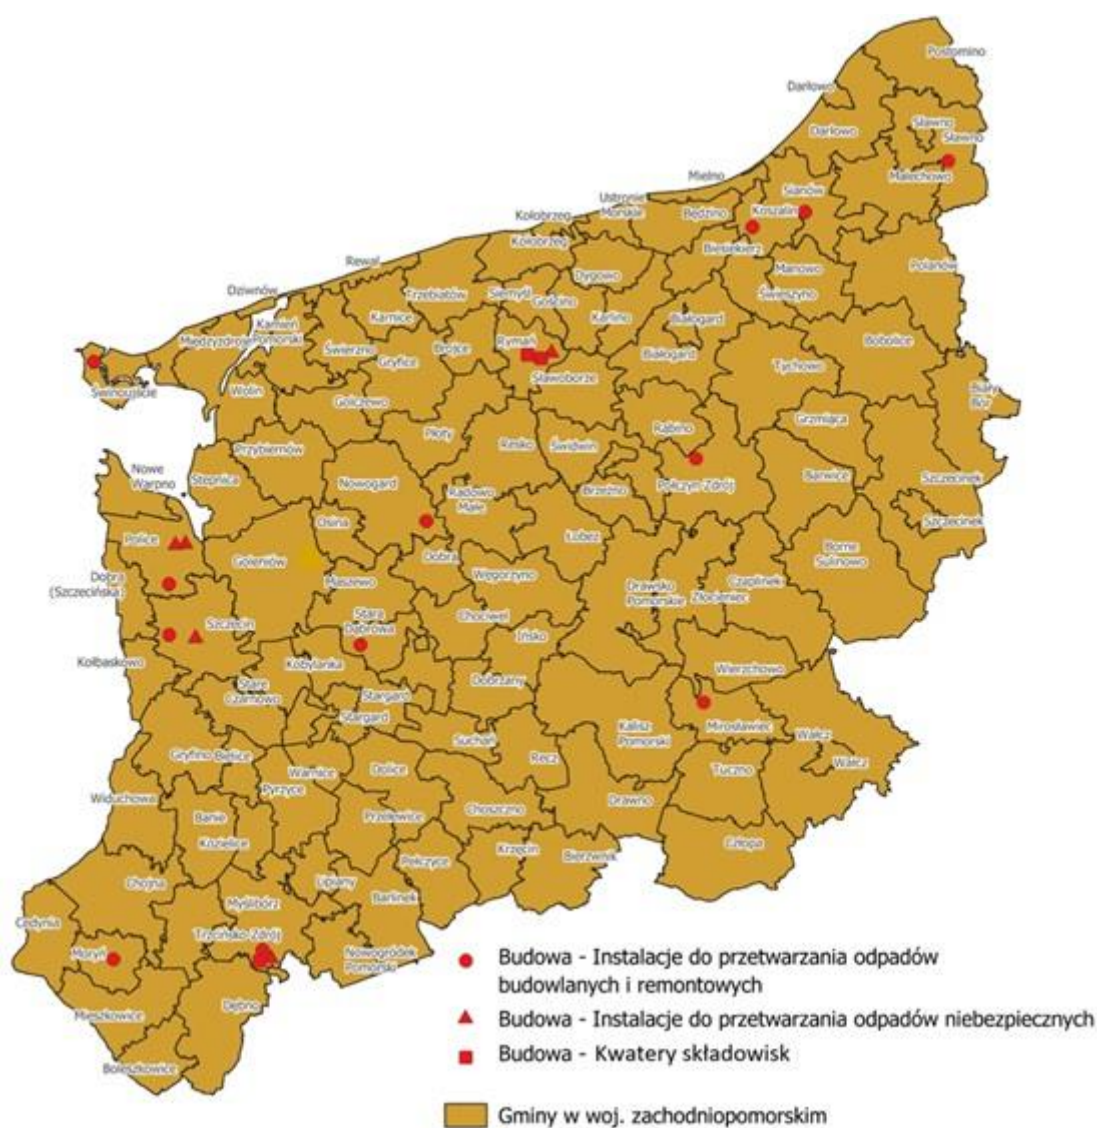 Postomino
Darłowo
Sławno
Sławno
Darłowo
Malechowo
Mielno
Sianów
Ustronie
Morskie
Będzino
Koszalin
Kołobrzeg
Kołobrzeg
Biesiekierz
Polanów
Manowo
Rewal
Dygowo
Świeszyno
Dziwnów
Trzebiatów
Siemyśl
Gościno
Karnice
Karlino
Białogard
Kamień
Pomorski
Międzyzdroje
Rymań
Bobolice
Świerzno
Brojce
Białogard
Gryfice
Tychowo
Sławoborze
Świnoujście
Wolin
Biały
Bór
Golczewo
Grzmiąca
Rąbino
Płoty
Resko
Świdwin
Przybiernów
Nowe
Warpno
Stepnica
Nowogard
Barwice
Szczecinek
Połczyn Zdrój
Brzeżno
Radowo
Małe
Osina
Szczecinek
Police
Łobez
Borne
Sulinowo
Goleniów
Dobra
Dobra
(Szczecińska)
Maszewo
Węgorzyno
Czaplinek
Drawsko
Pomorskie
Złocieniec
Stara
Dąbrowa
Chociwel
Szczecin
Ińsko
Kołbaskowo
Kobylanka
Wierzchowo
Dobrzany
Stare
Czarnowo
Stargard
Stargard
Kalisz
Pomorski
Mirosławiec
Wałcz
Suchań
Gryfino
Bielice
Recz
Wałcz
Dolice
Warnice
Tuczno
Pyrzyce
Widuchowa
Drawno
Banie
Przelewice
Choszczno
Kozielice
Człopa
Krzęcin
Bierzwnik
Pełczyce
Chojna
Lipiany
Barlinek
Myślibórz
Cedynia
Trzcińsko-Zdrój
Moryń
Nowogródek
Pomorski
Dębno
Mieszkowice
Boleszkowice
Budowa - Instalacje do przetwarzania odpadów
budowlanych i remontowych
Budowa - Instalacje do przetwarzania odpadów niebezpiecznych
Budowa - Kwatery składowisk
Gminy w woj. zachodniopomorskim